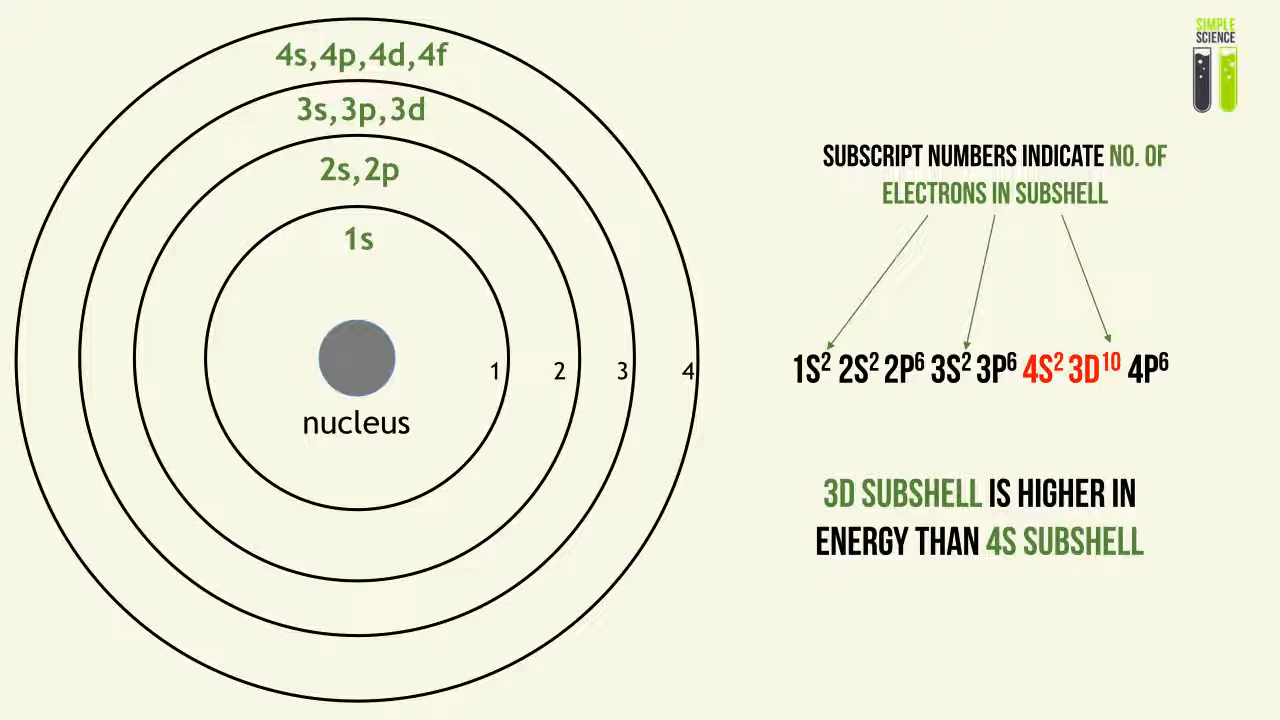 4s,4p,4d,4f
3s,3p,3d
2s,2p
1s
1 2 3 4
nucleus
SIMPLE
SCIENCE
SUBSCRIPT NUMBERS INDICATE NO. OF
ELECTRONS IN SUBSHELL
1S² 2S² 2P⁶ 3S² 3P⁶ 4S² 3D¹⁰ 4P⁶
3D SUBSHELL IS HIGHER IN
ENERGY THAN 4S SUBSHELL